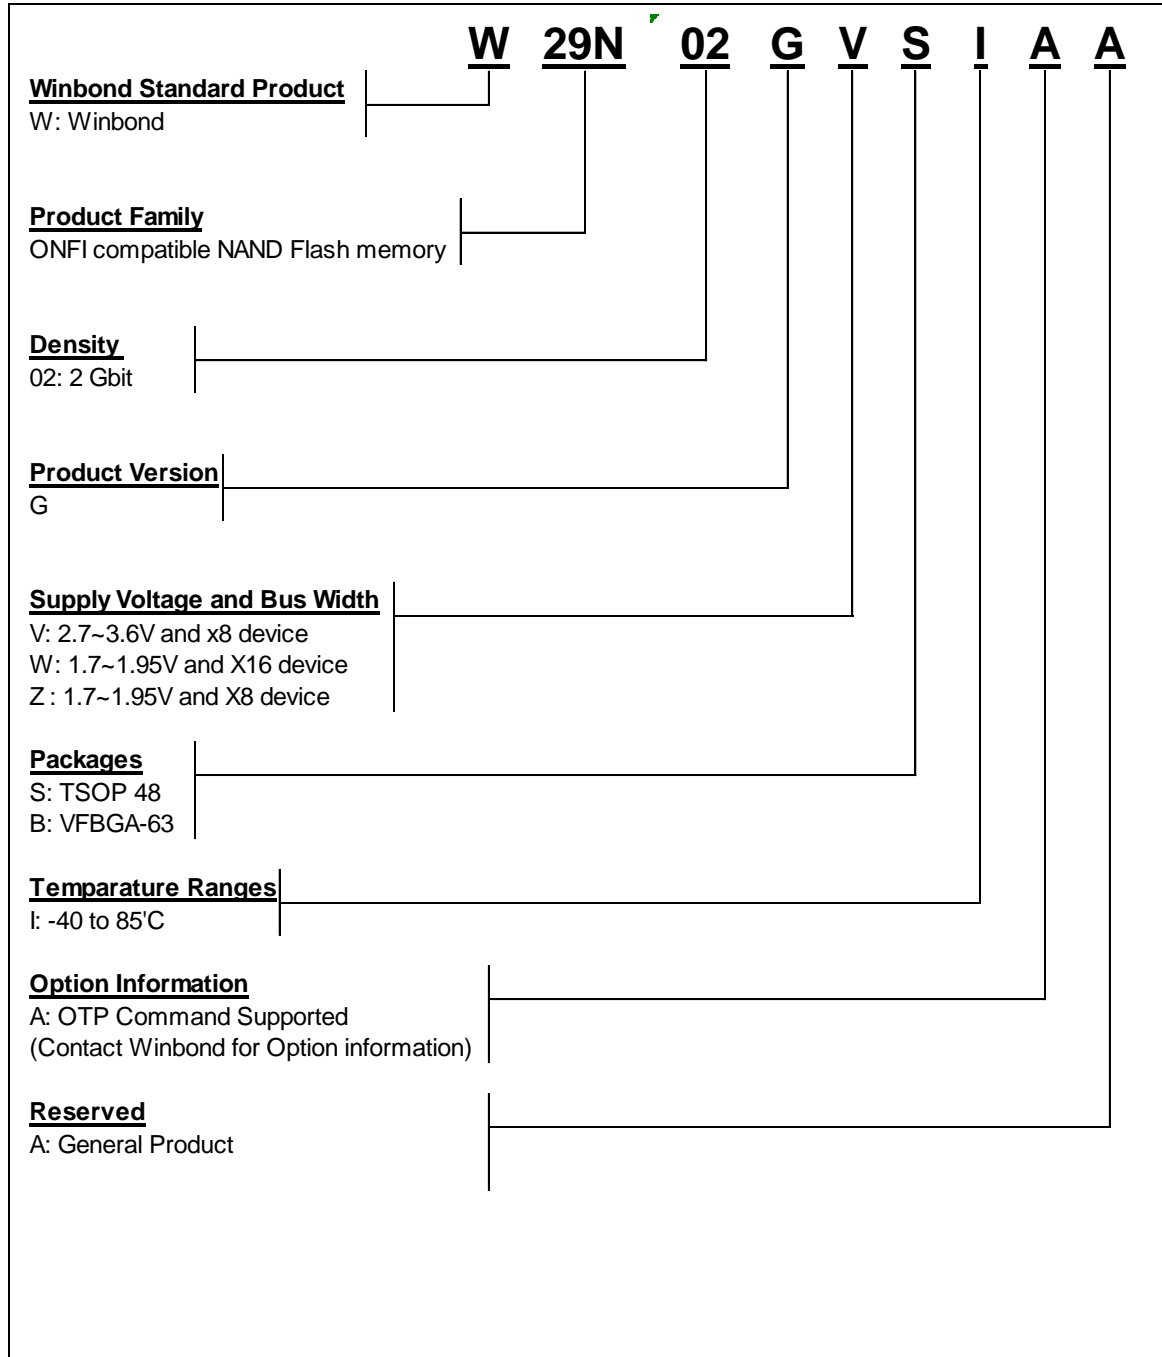 W 29N 02 G V S I A A
Winbond Standard Product
W: Winbond
Product Family
ONFI compatible NAND Flash memory
Density
02: 2 Gbit
Product Version
G
Supply Voltage and Bus Width
V: 2.7~3.6V and x8 device
W: 1.7~1.95V and X16 device
Z : 1.7~1.95V and X8 device
Packages
S: TSOP 48
B: VFBGA-63
Temparature Ranges
I: -40 to 85'C
Option Information
A: OTP Command Supported
(Contact Winbond for Option information)
Reserved
A: General Product